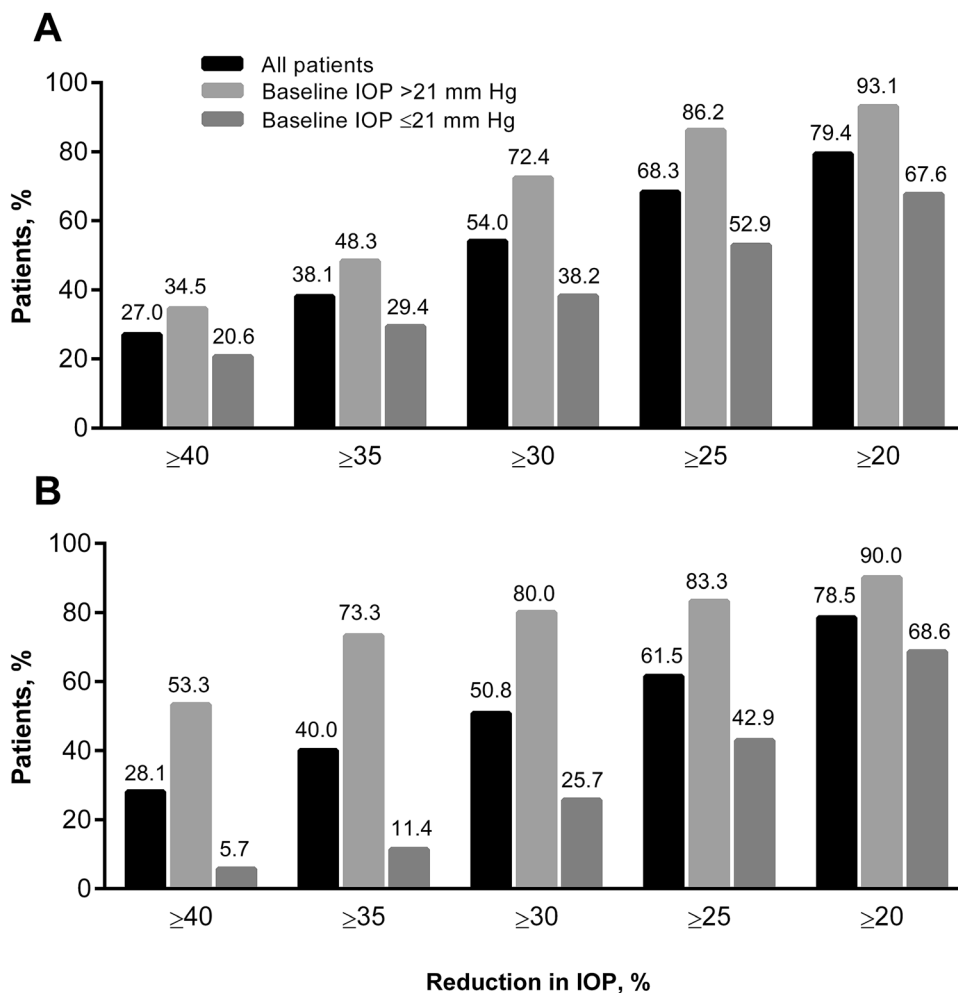 A
All patients
Baseline IOP >21 mm Hg
Baseline IOP ≤21 mm Hg
Patients, %
100
80
60
40
20
0
27.0 34.5 20.6
38.1 48.3 29.4
54.0 72.4 38.2
68.3 86.2 52.9
79.4 93.1 67.6
≥40 ≥35 ≥30 ≥25 ≥20
B
Patients, %
100
80
60
40
20
0
28.1 53.3 5.7
40.0 73.3 11.4
50.8 80.0 25.7
61.5 83.3 42.9
78.5 90.0 68.6
≥40 ≥35 ≥30 ≥25 ≥20
Reduction in IOP, %